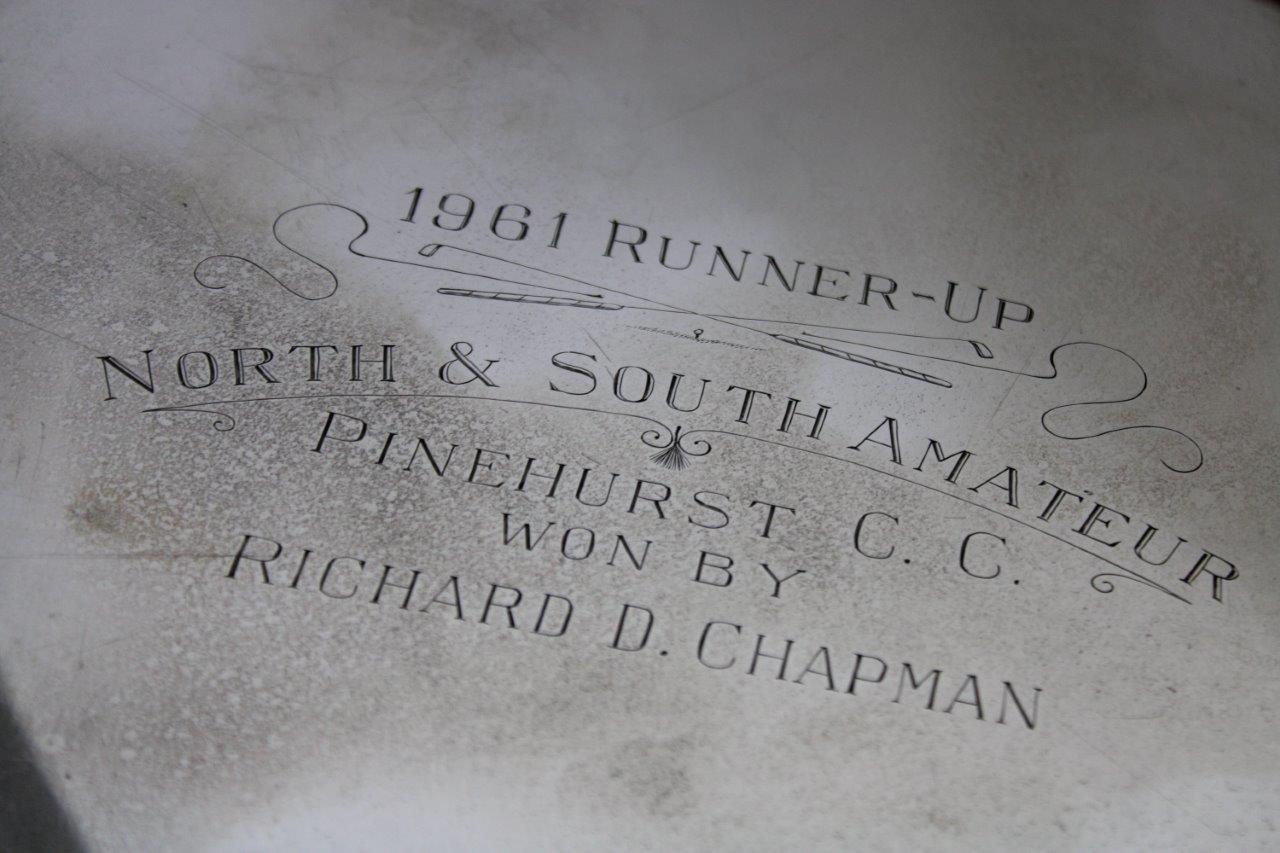 1961 RUNNER-UP
NORTH & SOUTH AMATEUR
PINEHURST C. C.
WON BY
RICHARD D. CHAPMAN